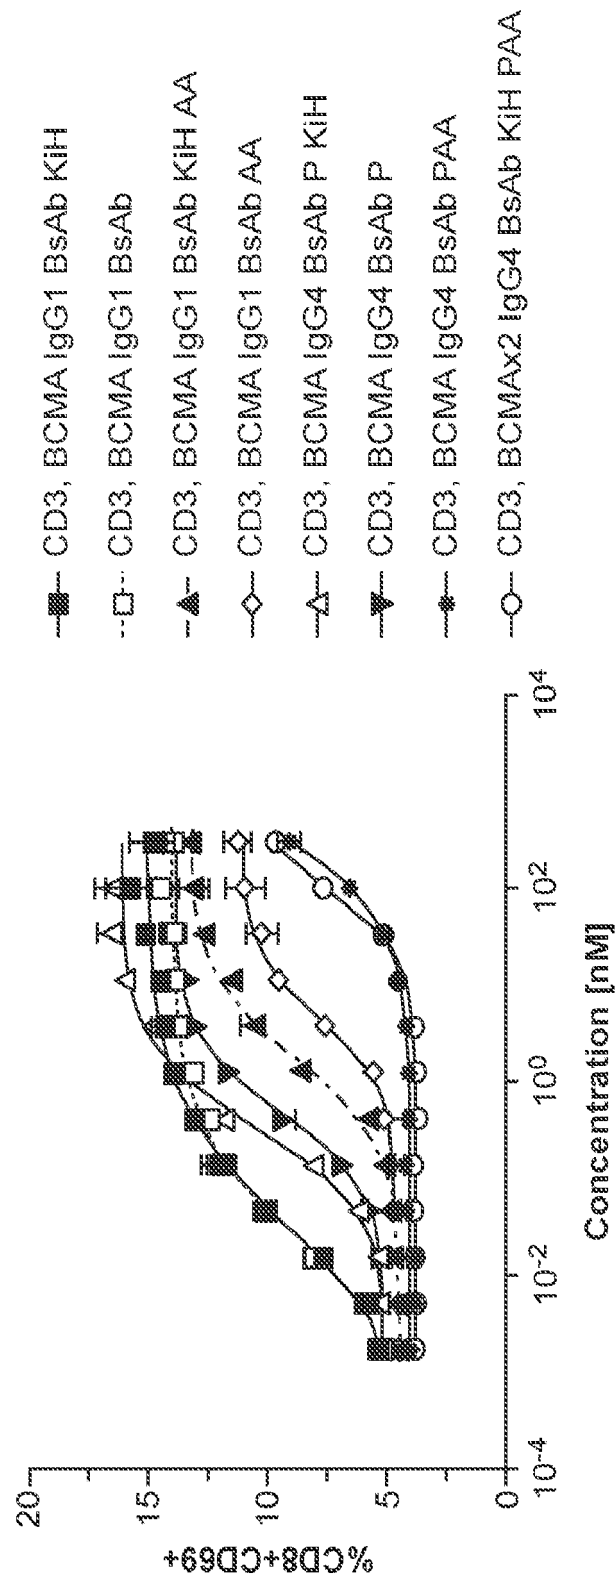 %CD8+CD69+
20
15
10
5
0
10-4
10-2
100
102
104
Concentration [nM]
CD3, BCMA IgG1 BsAb KiH
CD3, BCMA IgG1 BsAb
CD3, BCMA IgG1 BsAb KiH AA
CD3, BCMA IgG1 BsAb AA
CD3, BCMA IgG4 BsAb P KiH
CD3, BCMA IgG4 BsAb P
CD3, BCMA IgG4 BsAb PAA
CD3, BCMAx2 IgG4 BsAb KiH PAA